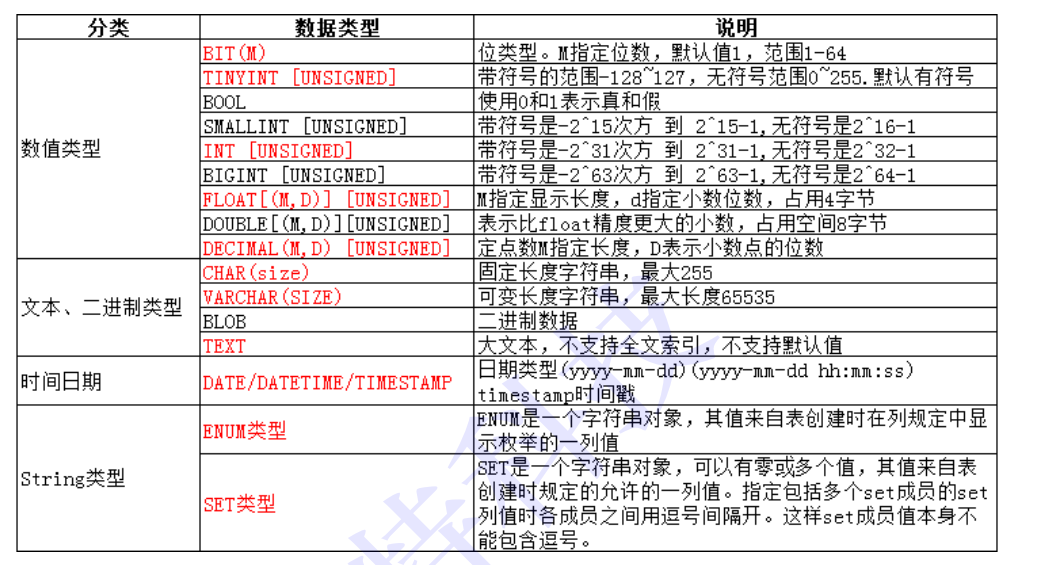 分类 数据类型 说明
数值类型
BIT(M) 位类型。M指定位数，默认值1，范围1-64
TINYINT [UNSIGNED] 带符号的范围-128~127，无符号范围0~255.默认有符号
BOOL 使用0和1表示真和假
SMALLINT [UNSIGNED] 带符号是-2^15次方 到 2^15-1,无符号是2^16-1
INT [UNSIGNED] 带符号是-2^31次方 到 2^31-1,无符号是2^32-1
BIGINT [UNSIGNED] 带符号是-2^63次方 到 2^63-1,无符号是2^64-1
FLOAT[(M,D)] [UNSIGNED] M指定显示长度，d指定小数位数，占用4字节
DOUBLE[(M,D)][UNSIGNED] 表示比float精度更大的小数，占用空间8字节
DECIMAL(M,D) [UNSIGNED] 定点数M指定长度，D表示小数点的位数
文本、二进制类型
CHAR(size) 固定长度字符串，最大255
VARCHAR(SIZE) 可变长度字符串，最大长度65535
BLOB 二进制数据
TEXT 大文本，不支持全文索引，不支持默认值
时间日期
DATE/DATETIME/TIMESTAMP
日期类型(yyyy-mm-dd)(yyyy-mm-dd hh:mm:ss)
timestamp时间戳
String类型
ENUM类型
ENUM是一个字符串对象，其值来自表创建时在列规定中显
示枚举的一列值
SET类型
SET是一个字符串对象，可以有零或多个值，其值来自表
创建时规定的允许的一列值。指定包括多个set成员的set
列值时各成员之间用逗号间隔开。这样set成员值本身不
能包含逗号。